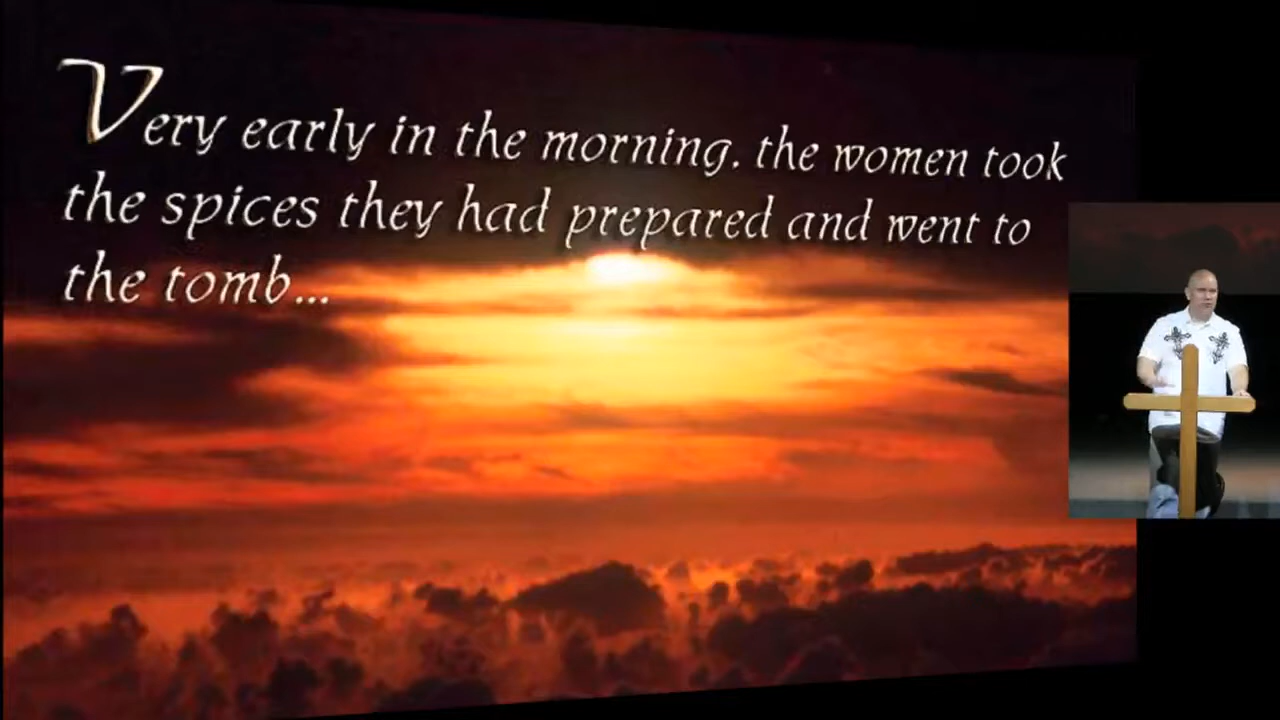 Very early in the morning, the women took
the spices they had prepared and went to
the tomb...